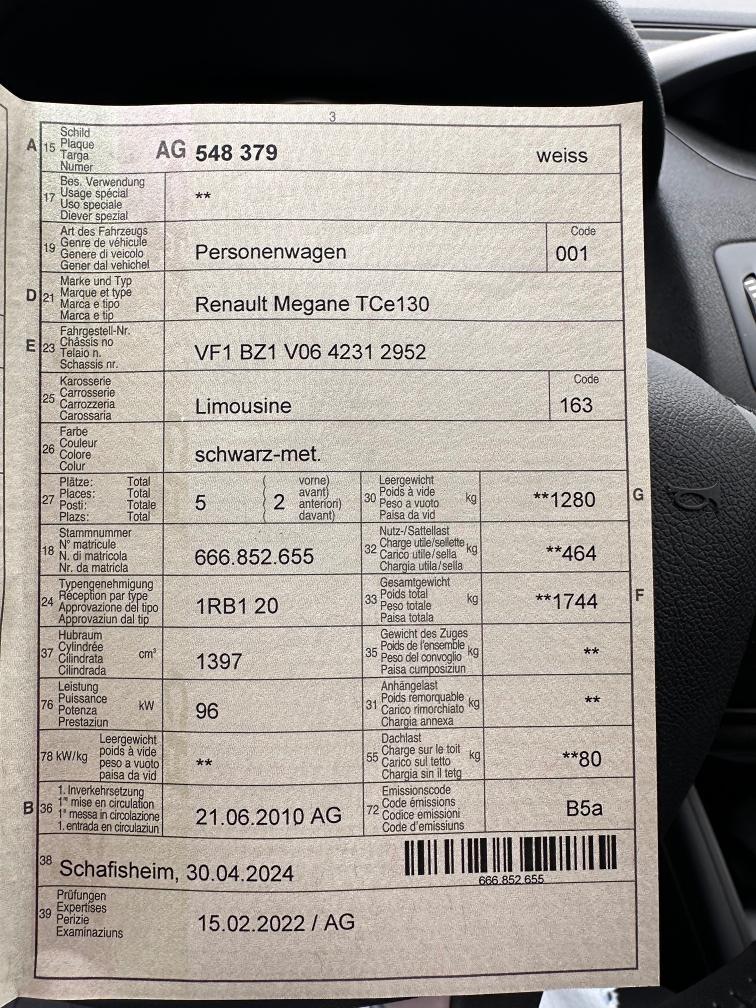 3
A 15 Schild AG 548 379 weiss
Plaque
Targa
Numer
17 Bes. Verwendung **
Usage spécial
Uso speciale
Diever spezial
19 Art des Fahrzeugs Personenwagen Code 001
Genre de véhicule
Genere di veicolo
Gener dal vehichel
D 21 Marke und Typ Renault Megane TCe130
Marque et type
Marca e tipo
Marca e tip
E 23 Fahrgestell-Nr. VF1 BZ1 V06 4231 2952
Châssis no
Telaio n.
Schassis nr.
25 Karosserie Limousine Code 163
Carrosserie
Carrozzeria
Carossaria
26 Farbe schwarz-met.
Couleur
Colore
Colur
27 Plätze: Total 5 ( vorne) 2
Places: Total avant)
Posti: Totale anteriori)
Plazs: Total ( davant)
30 Leergewicht kg **1280 G
Poids à vide
Peso a vuoto
Paisa da vid
18 Stammnummer 666.852.655
N° matricule
N. di matricola
Nr. da matricla
32 Nutz-/Sattellast kg **464
Charge utile/sellette
Carico utile/sella
Chargia utila/sella
24 Typengenehmigung 1RB1 20
Réception par type
Approvazione del tipo
Approvaziun dal tip
33 Gesamtgewicht kg **1744 F
Poids total
Peso totale
Paisa totala
37 Hubraum cm³ 1397
Cylindrée
Cilindrata
Cilindrada
35 Gewicht des Zuges kg **
Poids de l'ensemble
Peso del convoglio
Paisa cumposiziun
76 Leistung kW 96
Puissance
Potenza
Prestaziun
31 Anhängelast kg **
Poids remorquable
Carico rimorchiato
Chargia annexa
78 kW/kg Leergewicht **
poids à vide
peso a vuoto
paisa da vid
55 Dachlast kg **80
Charge sur le toit
Carico sul tetto
Chargia sin il tetg
B 36 1. Inverkehrsetzung 21.06.2010 AG
1re mise en circulation
1a messa in circolazione
1. entrada en circulaziun
72 Emissionscode B5a
Code émissions
Codice emissioni
Code d'emissiuns
38 Schafisheim, 30.04.2024
666.852.655
39 Prüfungen 15.02.2022 / AG
Expertises
Perizie
Examinaziuns